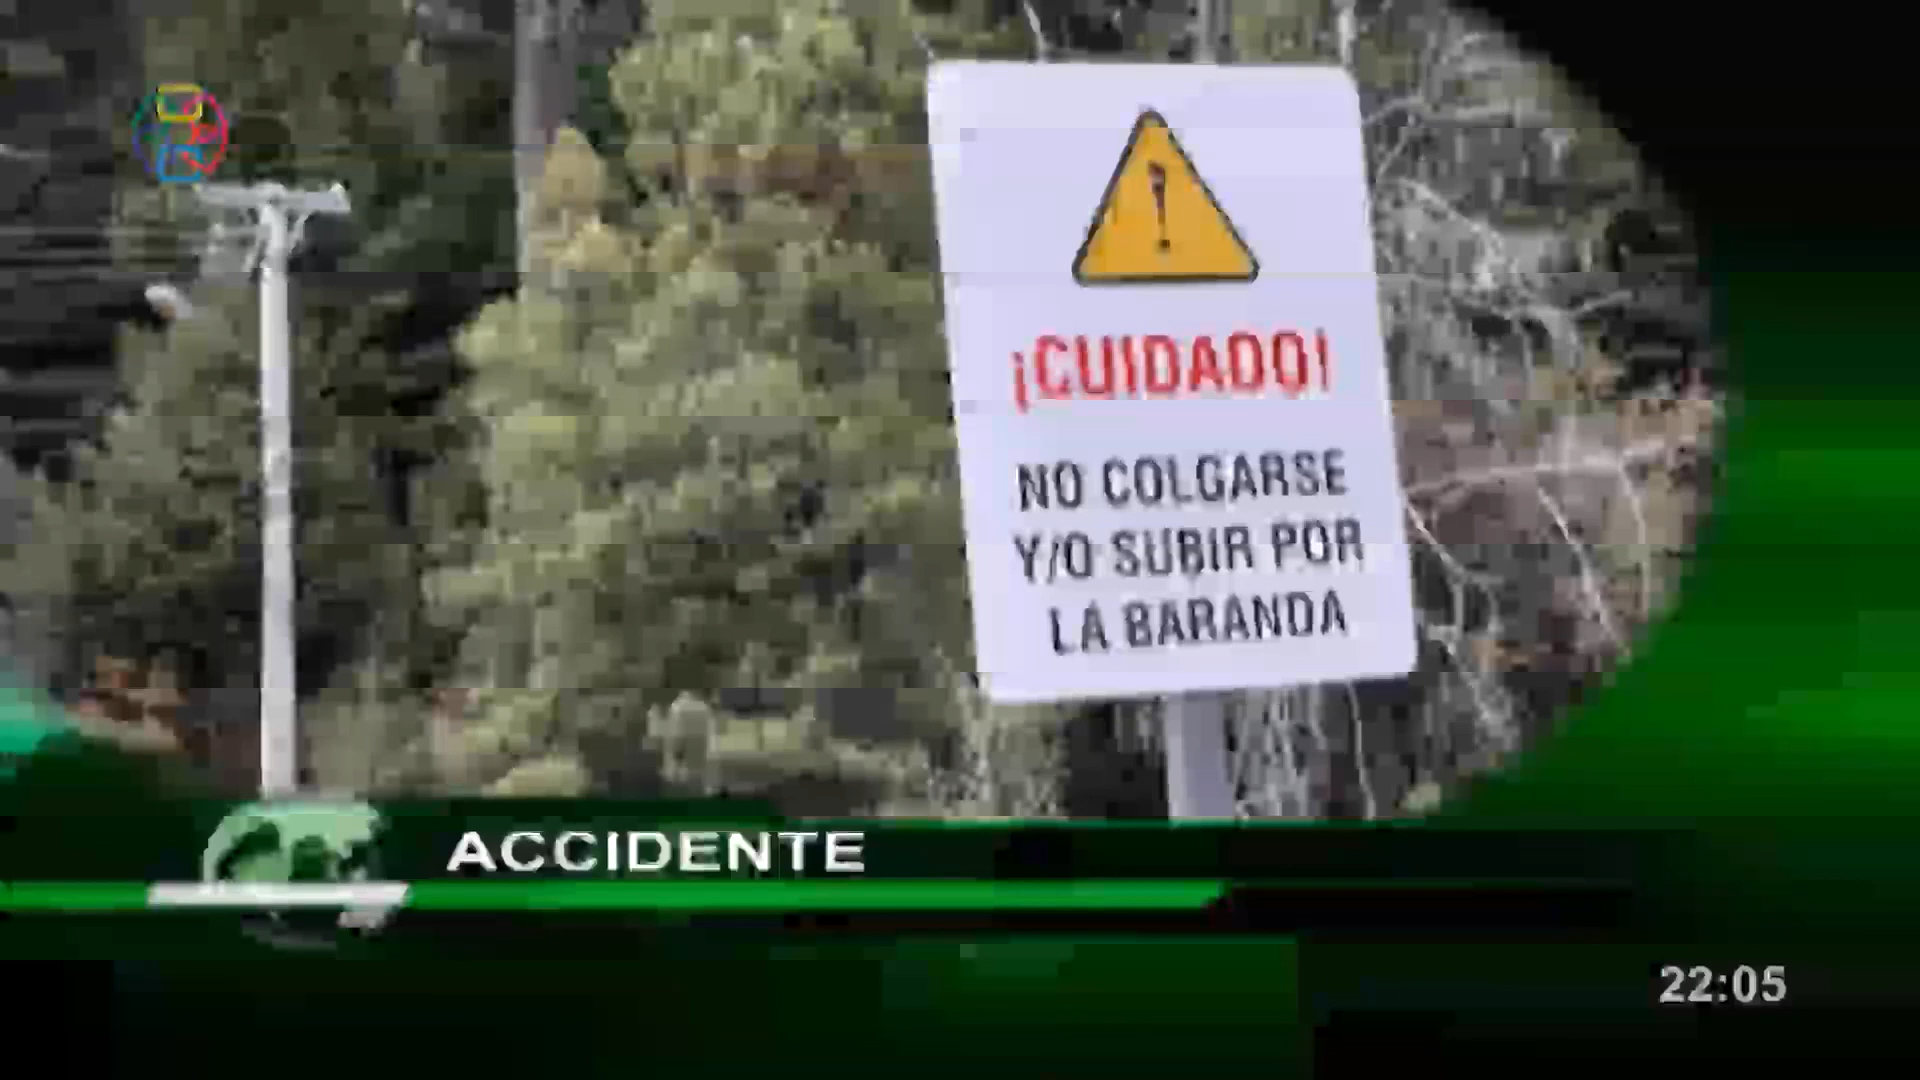 ¡CUIDADO!
NO COLGARSE
Y/O SUBIR POR
LA BARANDA
ACCIDENTE
22:05